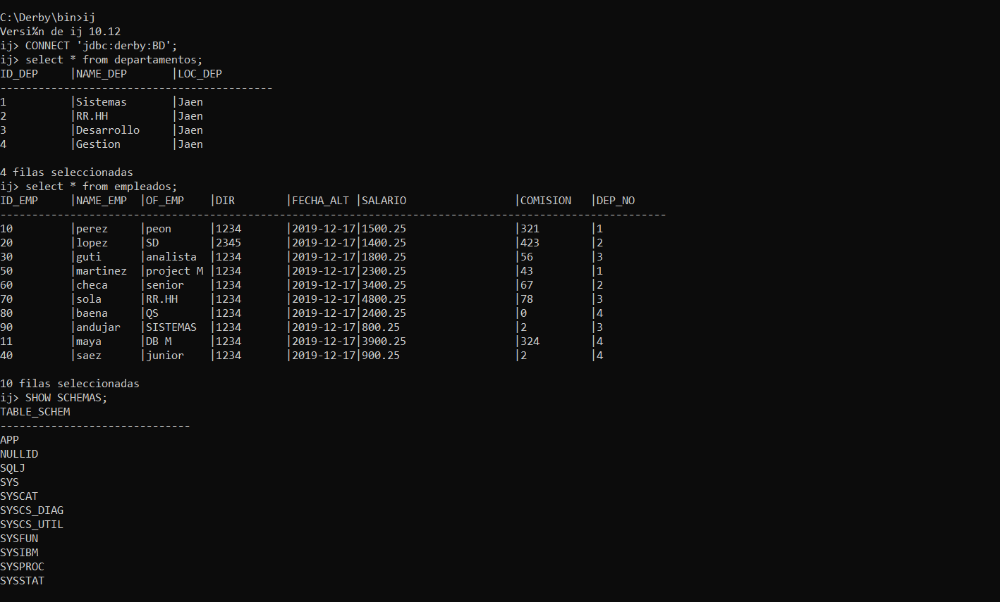 C:\Derby\bin>ij
Versi¾n de ij 10.12
ij> CONNECT 'jdbc:derby:BD';
ij> select * from departamentos;
ID_DEP     |NAME_DEP       |LOC_DEP
-------------------------------------------
1          |Sistemas       |Jaen
2          |RR.HH          |Jaen
3          |Desarrollo     |Jaen
4          |Gestion        |Jaen
4 filas seleccionadas
ij> select * from empleados;
ID_EMP     |NAME_EMP  |OF_EMP    |DIR        |FECHA_ALT |SALARIO                 |COMISION   |DEP_NO
---------------------------------------------------------------------------------------------------------
10         |perez     |peon      |1234       |2019-12-17|1500.25                 |321        |1
20         |lopez     |SD        |2345       |2019-12-17|1400.25                 |423        |2
30         |guti      |analista  |1234       |2019-12-17|1800.25                 |56         |3
50         |martinez  |project M |1234       |2019-12-17|2300.25                 |43         |1
60         |checa     |senior    |1234       |2019-12-17|3400.25                 |67         |2
70         |sola      |RR.HH     |1234       |2019-12-17|4800.25                 |78         |3
80         |baena     |QS        |1234       |2019-12-17|2400.25                 |0          |4
90         |andujar   |SISTEMAS  |1234       |2019-12-17|800.25                  |2          |3
11         |maya      |DB M      |1234       |2019-12-17|3900.25                 |324        |4
40         |saez      |junior    |1234       |2019-12-17|900.25                  |2          |4
10 filas seleccionadas
ij> SHOW SCHEMAS;
TABLE_SCHEM
------------------------------
APP
NULLID
SQLJ
SYS
SYSCAT
SYSCS_DIAG
SYSCS_UTIL
SYSFUN
SYSIBM
SYSPROC
SYSSTAT